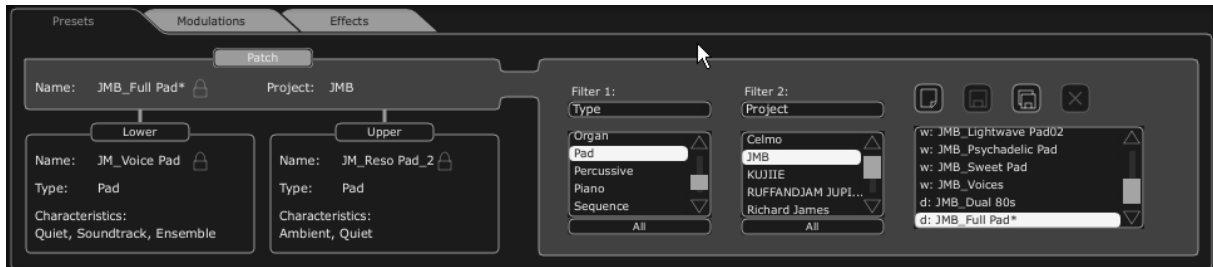 Presets
Modulations
Effects
Patch
Name: JMB_Full Pad* Project: JMB
Lower
Name: JM_Voice Pad
Type: Pad
Characteristics:
Quiet, Soundtrack, Ensemble
Upper
Name: JM_Reso Pad_2
Type: Pad
Characteristics:
Ambient, Quiet
Filter 1:
Type
Organ
Pad
Percussive
Piano
Sequence
All
Filter 2:
Project
Celmo
JMB
KUJIIE
RUFFANDJAM JUPI...
Richard James
All
w: JMB_Lightwave Pad02
w: JMB_Psychadelic Pad
w: JMB_Sweet Pad
w: JMB_Voices
d: JMB_Dual 80s
d: JMB_Full Pad*